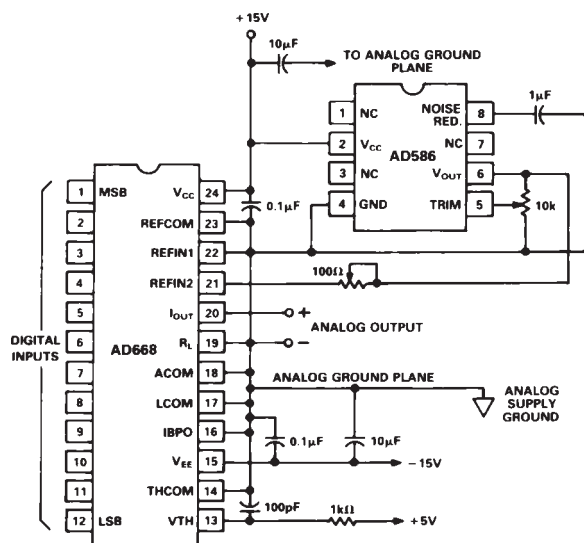 +15V
10µF
TO ANALOG GROUND
PLANE
1µF
1 NC
NOISE
RED. 8
2 VCC
NC 7
AD586
3 NC
VOUT 6
4 GND
TRIM 5
10k
1 MSB
VCC 24
0.1µF
2
REFCOM 23
3
REFIN1 22
4
REFIN2 21
100Ω
5
IOUT 20
+
ANALOG OUTPUT
DIGITAL
INPUTS
6
AD668
RL 19
–
7
ACOM 18
ANALOG GROUND PLANE
8
LCOM 17
ANALOG
SUPPLY
GROUND
9
IBPO 16
0.1µF
10µF
10
VEE 15
–15V
11
THCOM 14
100pF
1kΩ
12 LSB
VTH 13
+5V